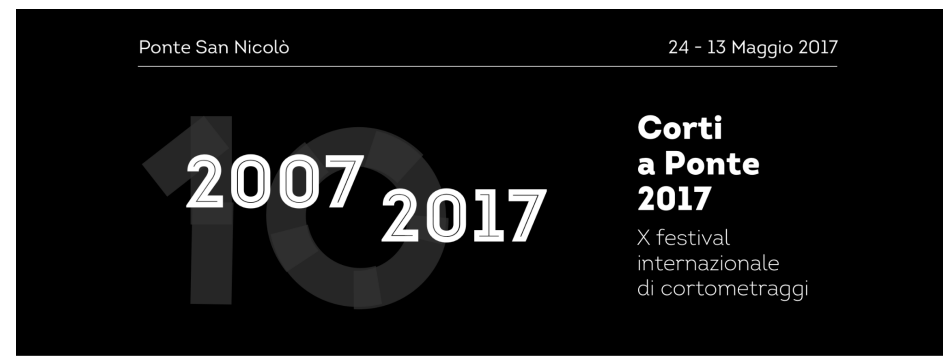 Ponte San Nicolò
24 - 13 Maggio 2017
10
2007
2017
Corti
a Ponte
2017
X festival
internazionale
di cortometraggi